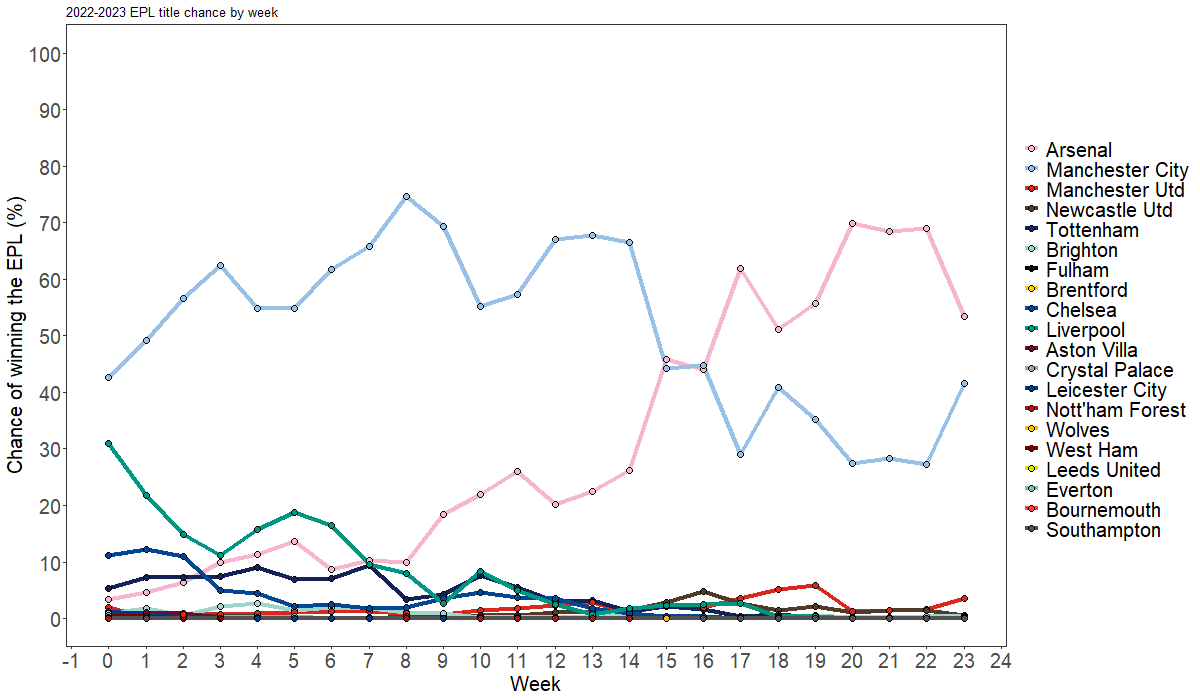 2022-2023 EPL title chance by week
Chance of winning the EPL (%)
100
90
80
70
60
50
40
30
20
10
0
-1 0 1 2 3 4 5 6 7 8 9 10 11 12 13 14 15 16 17 18 19 20 21 22 23 24
Week
Arsenal
Manchester City
Manchester Utd
Newcastle Utd
Tottenham
Brighton
Fulham
Brentford
Chelsea
Liverpool
Aston Villa
Crystal Palace
Leicester City
Nott'ham Forest
Wolves
West Ham
Leeds United
Everton
Bournemouth
Southampton